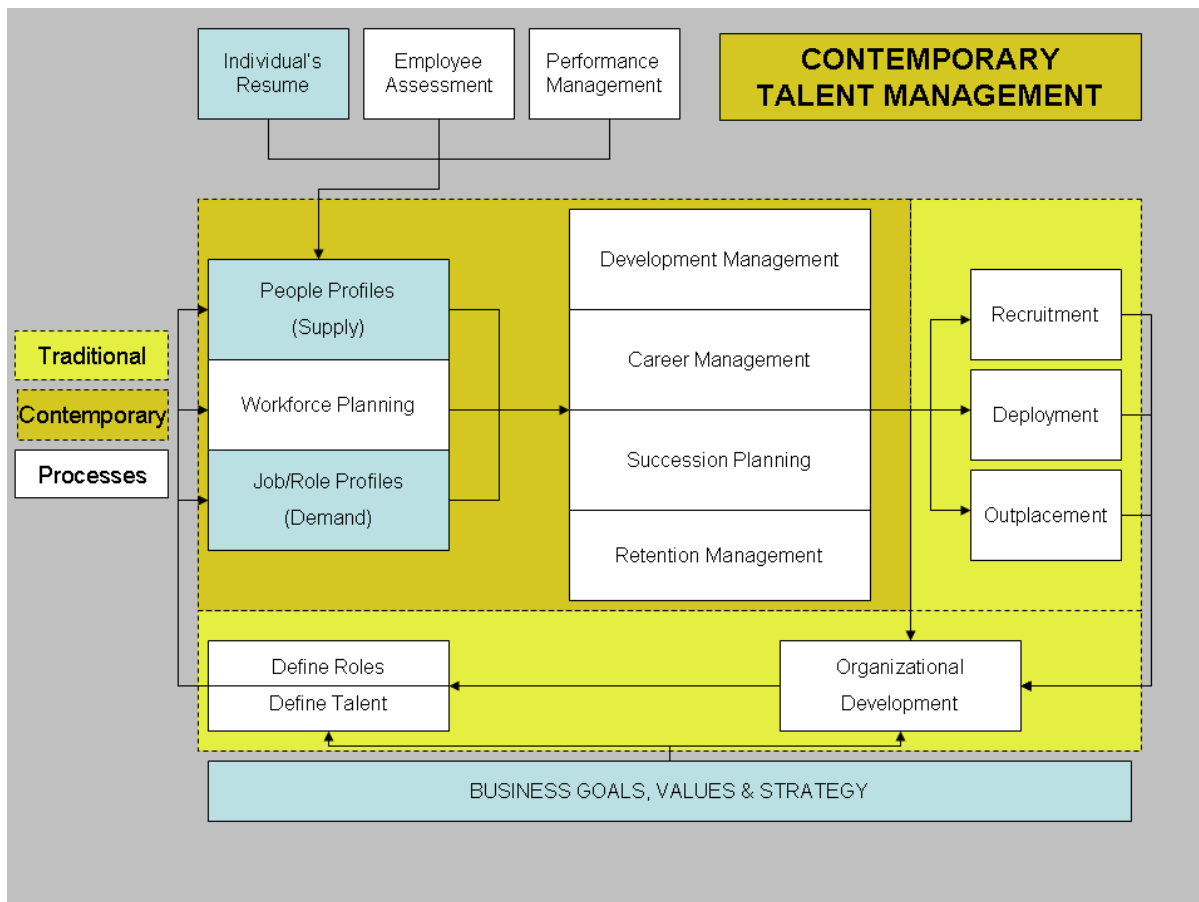 Individual's
Resume
Employee
Assessment
Performance
Management
CONTEMPORARY
TALENT MANAGEMENT
People Profiles
(Supply)
Workforce Planning
Job/Role Profiles
(Demand)
Development Management
Career Management
Succession Planning
Retention Management
Recruitment
Deployment
Outplacement
Traditional
Contemporary
Processes
Define Roles
Define Talent
Organizational
Development
BUSINESS GOALS, VALUES & STRATEGY